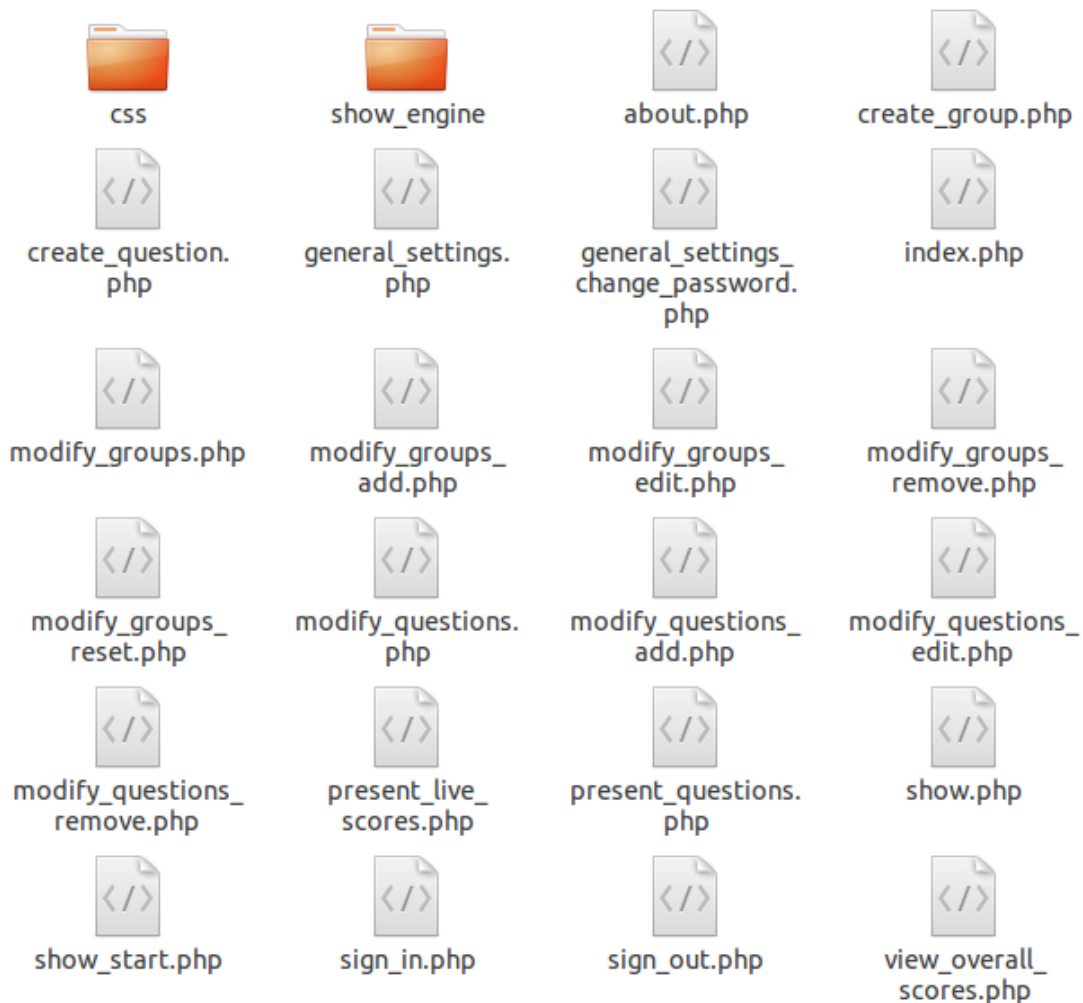 css
show_engine
about.php
create_group.php
create_question.
php
general_settings.
php
general_settings_
change_password.
php
index.php
modify_groups.php
modify_groups_
add.php
modify_groups_
edit.php
modify_groups_
remove.php
modify_groups_
reset.php
modify_questions.
php
modify_questions_
add.php
modify_questions_
edit.php
modify_questions_
remove.php
present_live_
scores.php
present_questions.
php
show.php
show_start.php
sign_in.php
sign_out.php
view_overall_
scores.php